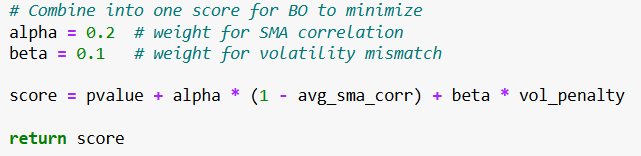 # Combine into one score for BO to minimize
alpha = 0.2  # weight for SMA correlation
beta = 0.1   # weight for volatility mismatch
score = pvalue + alpha * (1 - avg_sma_corr) + beta * vol_penalty
return score